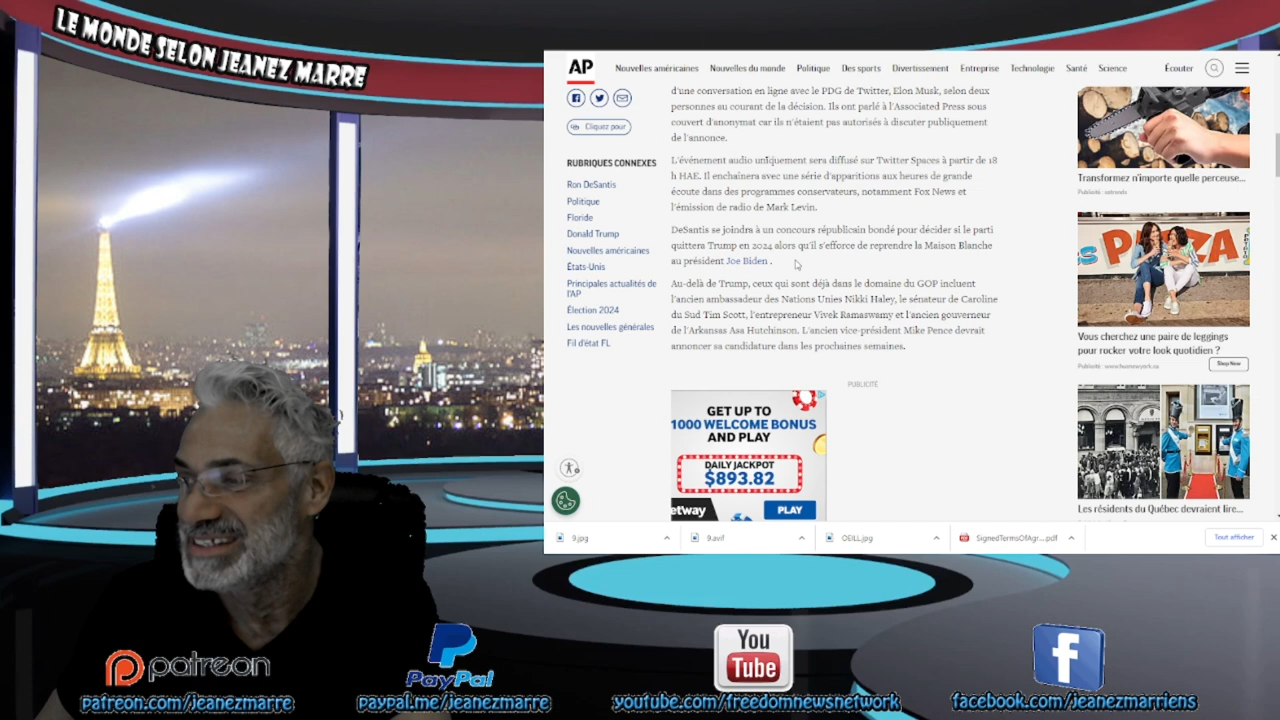 LE MONDE SELON JEANEZ MARRE
AP
Nouvelles américaines Nouvelles du monde Politique Des sports Divertissement Entreprise Technologie Santé Science Écouter
Cliquez pour
RUBRIQUES CONNEXES
Ron DeSantis
Politique
Floride
Donald Trump
Nouvelles américaines
États-Unis
Principales actualités de
l'AP
Élection 2024
Les nouvelles générales
Fil d'état FL
d'une conversation en ligne avec le PDG de Twitter, Elon Musk, selon deux
personnes au courant de la décision. Ils ont parlé à l'Associated Press sous
couvert d'anonymat car ils n'étaient pas autorisés à discuter publiquement
de l'annonce.
L'événement audio uniquement sera diffusé sur Twitter Spaces à partir de 18
h HAE. Il enchaînera avec une série d'apparitions aux heures de grande
écoute dans des programmes conservateurs, notamment Fox News et
l'émission de radio de Mark Levin.
DeSantis se joindra à un concours républicain bondé pour décider si le parti
quittera Trump en 2024 alors qu'il s'efforce de reprendre la Maison Blanche
au président Joe Biden .
Au-delà de Trump, ceux qui sont déjà dans le domaine du GOP incluent
l'ancien ambassadeur des Nations Unies Nikki Haley, le sénateur de Caroline
du Sud Tim Scott, l'entrepreneur Vivek Ramaswamy et l'ancien gouverneur
de l'Arkansas Asa Hutchinson. L'ancien vice-président Mike Pence devrait
annoncer sa candidature dans les prochaines semaines.
PUBLICITÉ
GET UP TO
1000 WELCOME BONUS
AND PLAY
DAILY JACKPOT
$893.82
etway
PLAY
Transformez n'importe quelle perceuse...
PIZZA
Vous cherchez une paire de leggings
pour rocker votre look quotidien ?
Shop Now
Les résidents du Québec devraient lire...
9.jpg
9.avif
OEILL.jpg
SignedTermsOfAgr....pdf
Tout afficher
patreon
patreon.com/jeanezmarre
PayPal
paypal.me/jeanezmarre
You
Tube
youtube.com/freedomnewsnetwork
f
facebook.com/jeanezmarriens